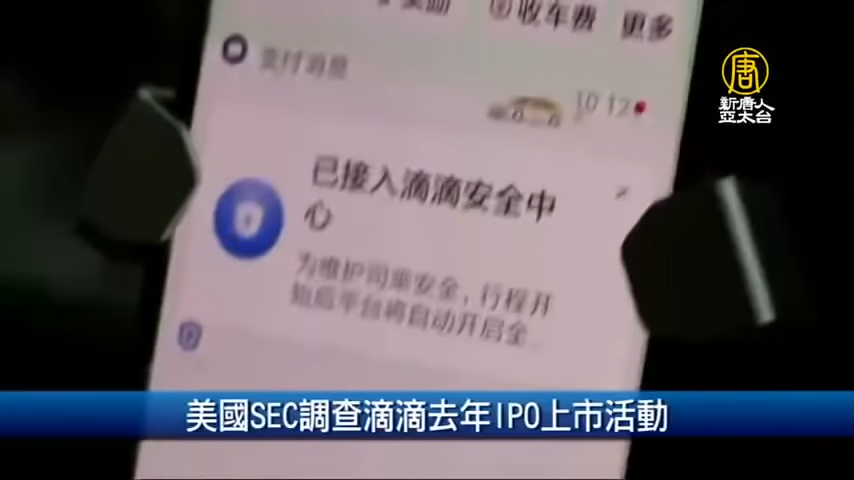 收车费 更多
支付消息
10:12
唐
新唐人
亞太台
已接入滴滴安全中
心
为维护司乘安全，行程开
始后平台将自动开启全
美國SEC調查滴滴去年IPO上市活動